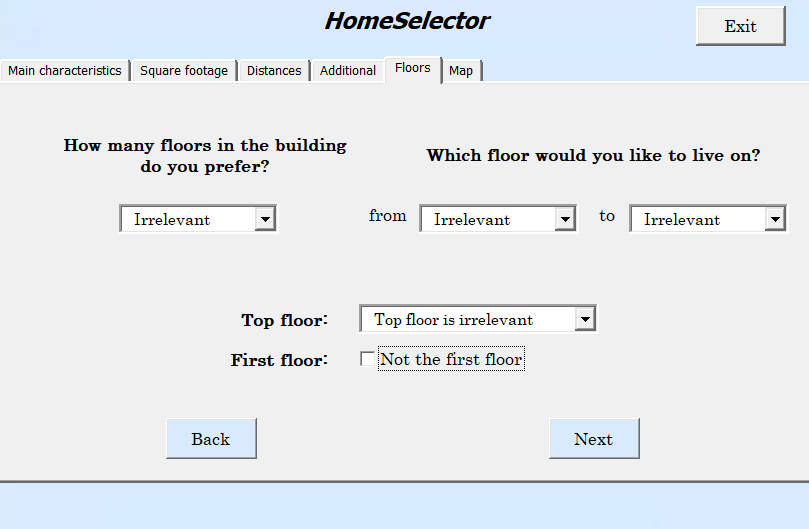 HomeSelector
Exit
Main characteristics
Square footage
Distances
Additional
Floors
Map
How many floors in the building
do you prefer?
Which floor would you like to live on?
Irrelevant
from
Irrelevant
to
Irrelevant
Top floor:
Top floor is irrelevant
First floor:
Not the first floor
Back
Next